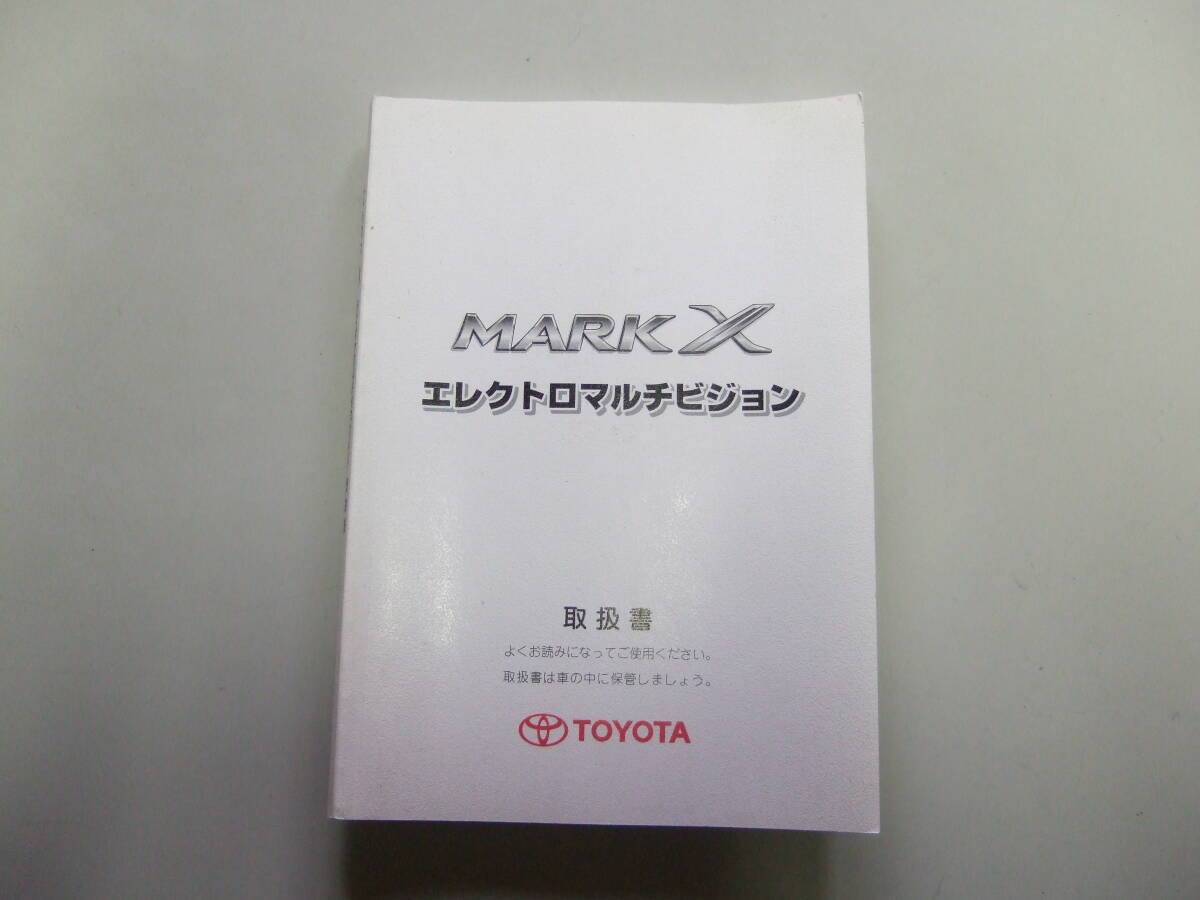 MARK X
エレクトロマルチビジョン
取扱書
よくお読みになってご使用ください。
取扱書は車の中に保管しましょう。
TOYOTA